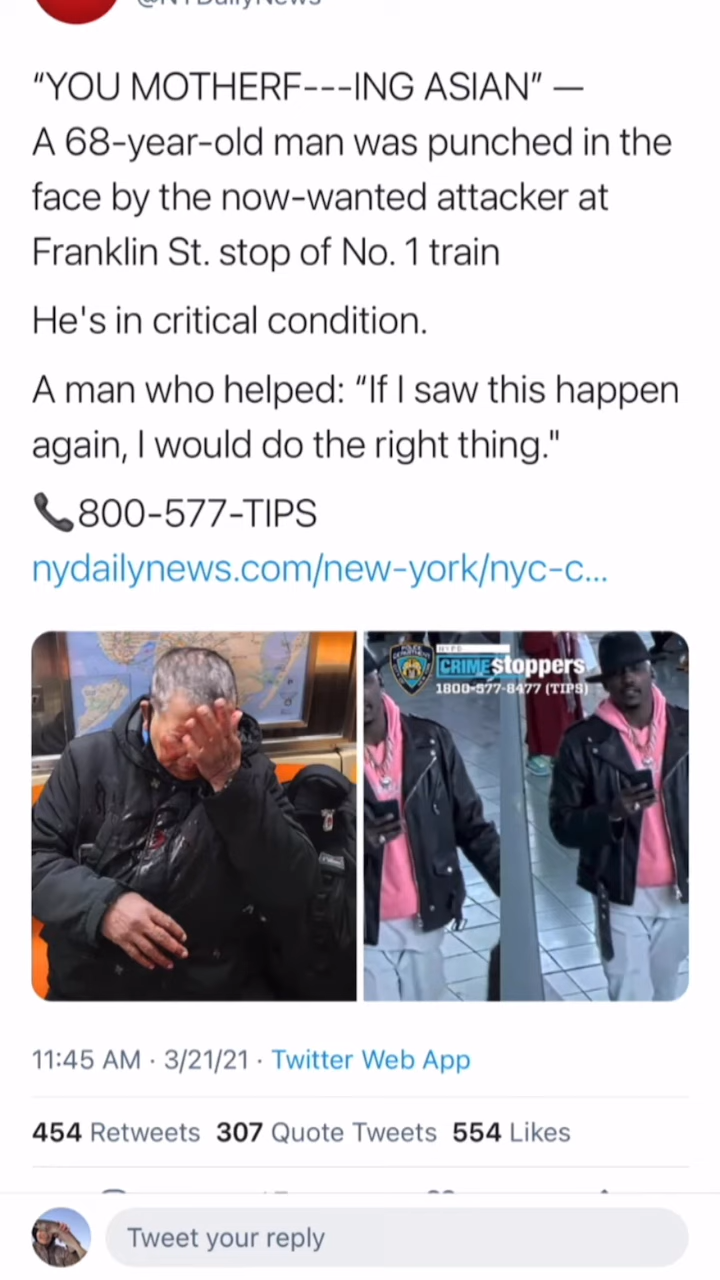 “YOU MOTHERF---ING ASIAN” —
A 68-year-old man was punched in the
face by the now-wanted attacker at
Franklin St. stop of No. 1 train
He's in critical condition.
A man who helped: “If I saw this happen
again, I would do the right thing."
800-577-TIPS
nydailynews.com/new-york/nyc-c...
CRIMEstoppers
1800-577-8477 (TIPS)
11:45 AM · 3/21/21 · Twitter Web App
454 Retweets 307 Quote Tweets 554 Likes
Tweet your reply